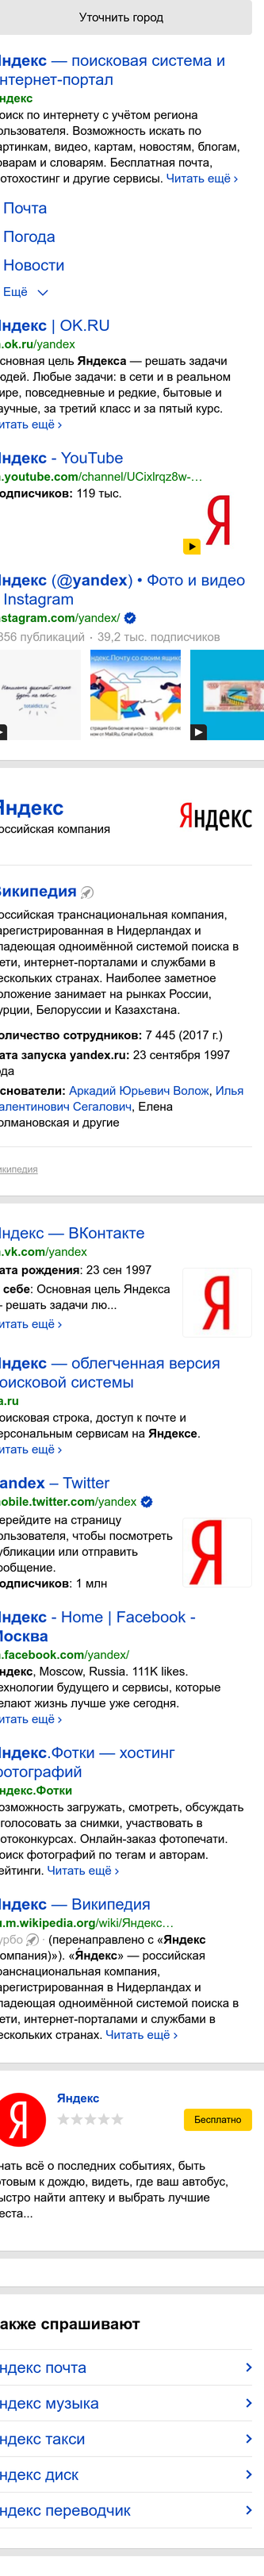 Уточнить город
ндекс — поисковая система и
нтернет-портал
ндекс
оиск по интернету с учётом региона
ользователя. Возможность искать по
артинкам, видео, картам, новостям, блогам,
оварам и словарям. Бесплатная почта,
отохостинг и другие сервисы. Читать ещё ›
Почта
Погода
Новости
Ещё
ндекс | OK.RU
.ok.ru/yandex
сновная цель Яндекса — решать задачи
юдей. Любые задачи: в сети и в реальном
ире, повседневные и редкие, бытовые и
аучные, за третий класс и за пятый курс.
итать ещё ›
ндекс - YouTube
.youtube.com/channel/UCixlrqz8w-...
одписчиков: 119 тыс.
Я
ндекс (@yandex) • Фото и видео
Instagram
nstagram.com/yandex/
356 публикаций · 39,2 тыс. подписчиков
Яндекс
оссийская компания
Яндекс
Википедия
оссийская транснациональная компания,
арегистрированная в Нидерландах и
ладеющая одноимённой системой поиска в
ети, интернет-порталами и службами в
ескольких странах. Наиболее заметное
оложение занимает на рынках России,
урции, Белоруссии и Казахстана.
оличество сотрудников: 7 445 (2017 г.)
ата запуска yandex.ru: 23 сентября 1997
ода
снователи: Аркадий Юрьевич Волож, Илья
алентинович Сегалович, Елена
олмановская и другие
икипедия
ндекс — ВКонтакте
.vk.com/yandex
ата рождения: 23 сен 1997
себе: Основная цель Яндекса
- решать задачи лю...
итать ещё ›
Я
ндекс — облегченная версия
оисковой системы
a.ru
оисковая строка, доступ к почте и
ерсональным сервисам на Яндексе.
итать ещё ›
andex – Twitter
nobile.twitter.com/yandex
ерейдите на страницу
ользователя, чтобы посмотреть
убликации или отправить
ообщение.
одписчиков: 1 млн
Я
ндекс - Home | Facebook -
Москва
.facebook.com/yandex/
ндекс, Moscow, Russia. 111K likes.
ехнологии будущего и сервисы, которые
елают жизнь лучше уже сегодня.
итать ещё ›
ндекс.Фотки — хостинг
отографий
ндекс.Фотки
озможность загружать, смотреть, обсуждать
голосовать за снимки, участвовать в
отоконкурсах. Онлайн-заказ фотопечати.
оиск фотографий по тегам и авторам.
ейтинги. Читать ещё ›
ндекс — Википедия
u.m.wikipedia.org/wiki/Яндекс...
урбо · (перенаправлено с «Яндекс
омпания)»). «Я́ндекс» — российская
ранснациональная компания,
арегистрированная в Нидерландах и
ладеющая одноимённой системой поиска в
ети, интернет-порталами и службами в
ескольких странах. Читать ещё ›
Я
Яндекс
Бесплатно
нать всё о последних событиях, быть
отовым к дождю, видеть, где ваш автобус,
ыстро найти аптеку и выбрать лучшие
еста...
акже спрашивают
ндекс почта
ндекс музыка
ндекс такси
ндекс диск
ндекс переводчик